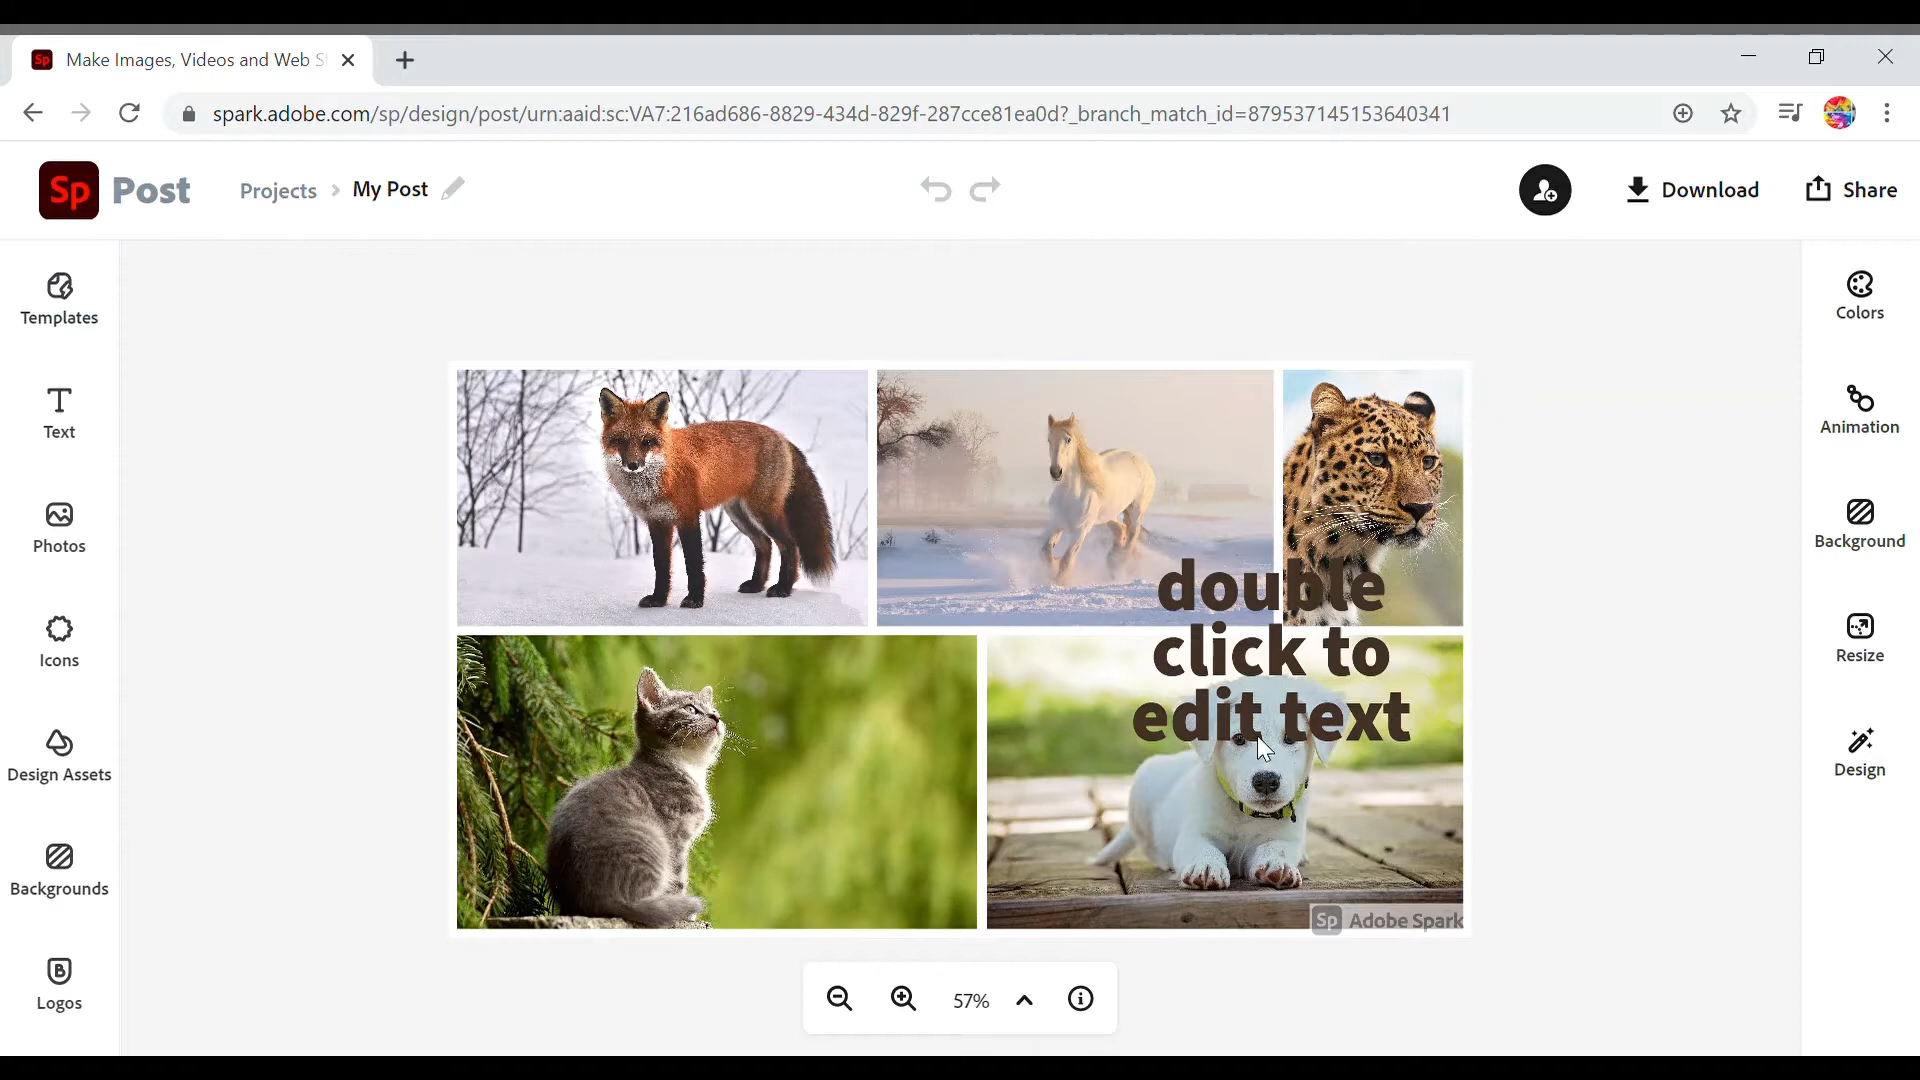 Sp Make Images, Videos and Web S
spark.adobe.com/sp/design/post/urn:aaid:sc:VA7:216ad686-8829-434d-829f-287cce81ea0d?_branch_match_id=879537145153640341
Sp Post Projects > My Post Download Share
Templates
Text
Photos
Icons
Design Assets
Backgrounds
Logos
double
click to
edit text
Sp Adobe Spark
57%
Colors
Animation
Background
Resize
Design